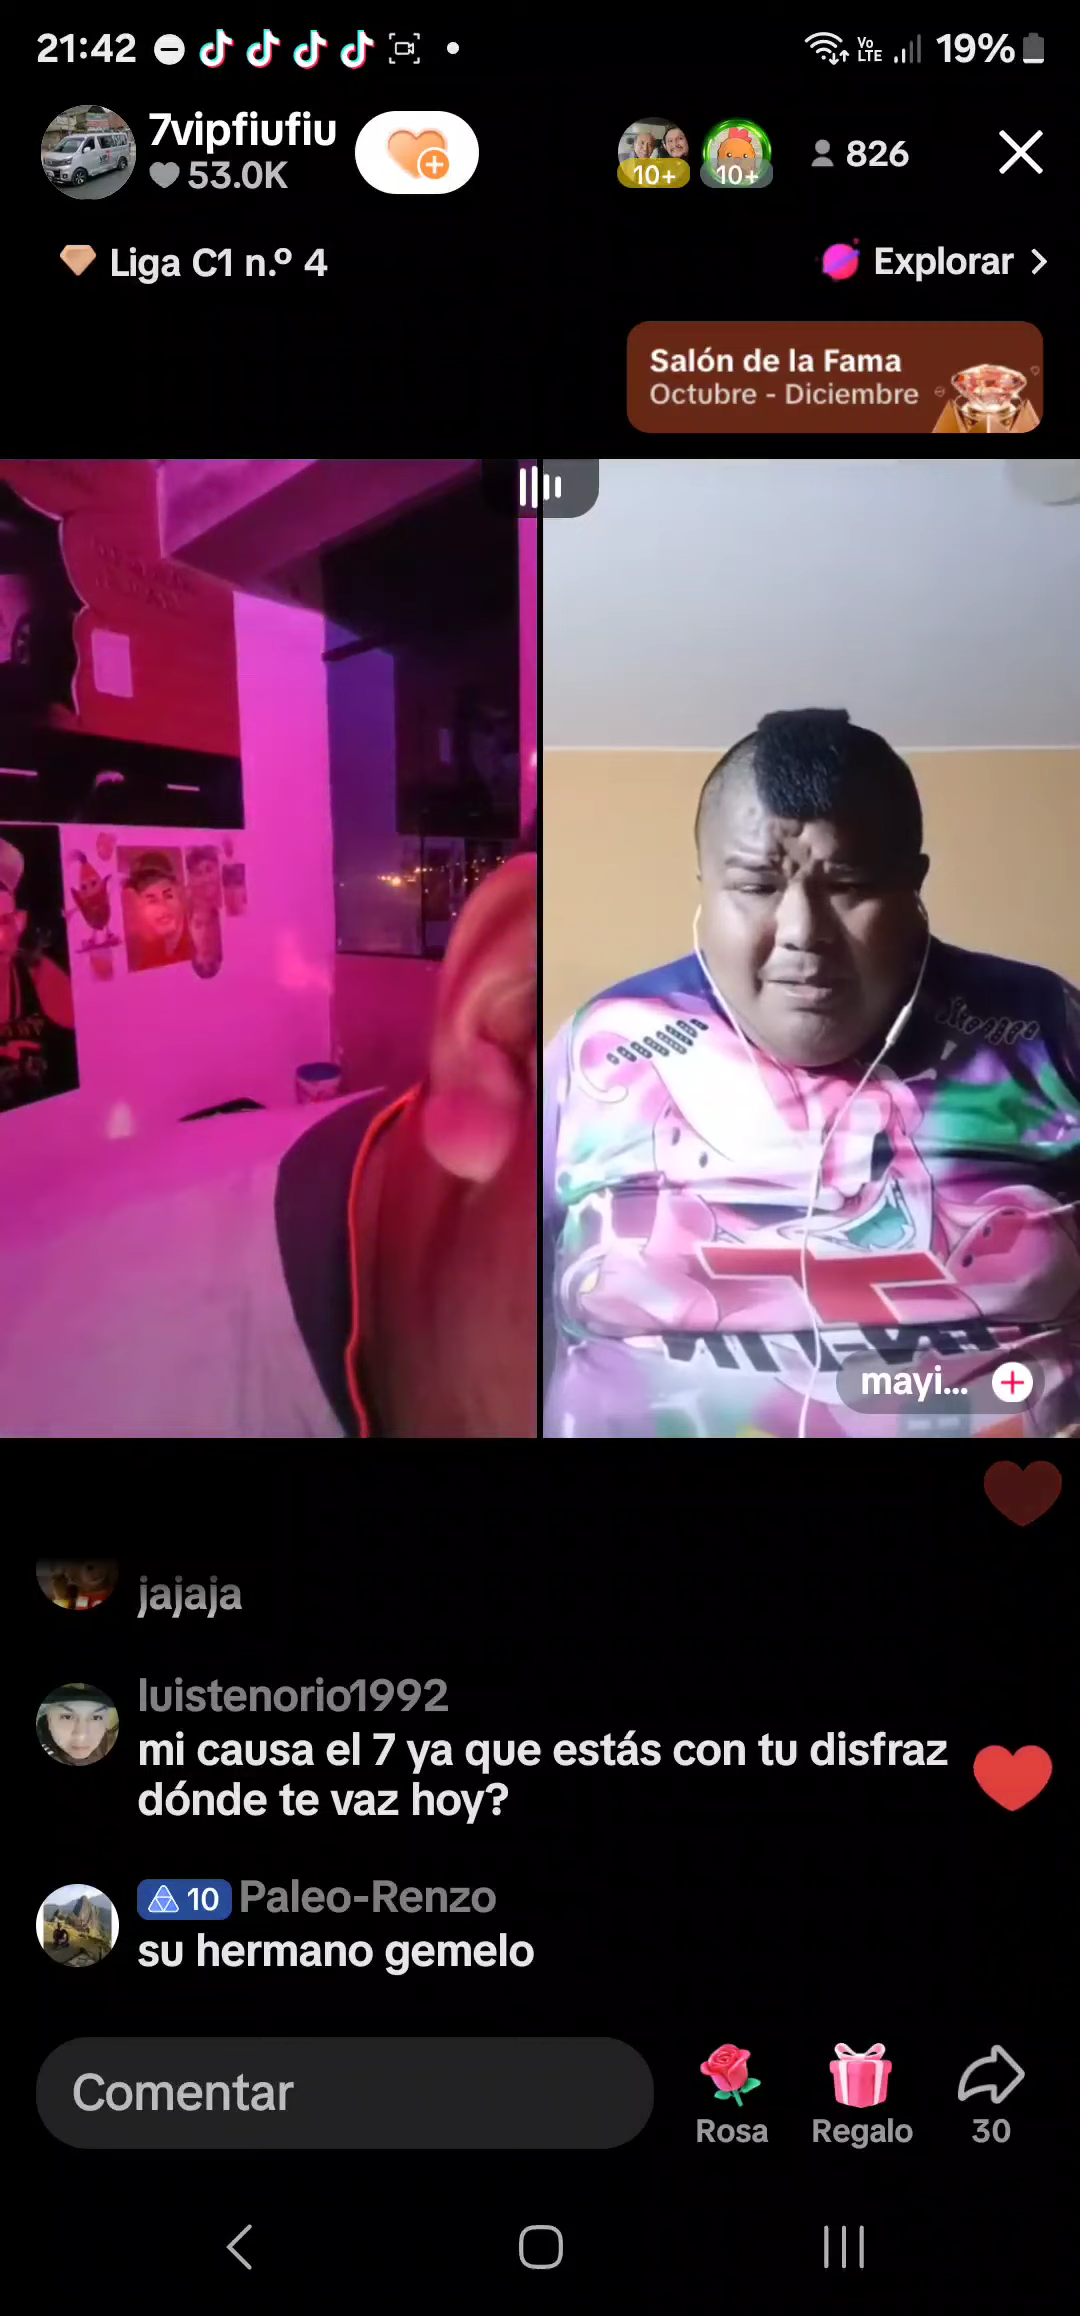 21:42
Vo LTE
19%
7vipfiufiu
53.0K
10+
10+
826
Liga C1 n.º 4
Explorar
Salón de la Fama
Octubre - Diciembre
mayi...
jajaja
luistenorio1992
mi causa el 7 ya que estás con tu disfraz
dónde te vaz hoy?
10 Paleo-Renzo
su hermano gemelo
Comentar
Rosa
Regalo
30